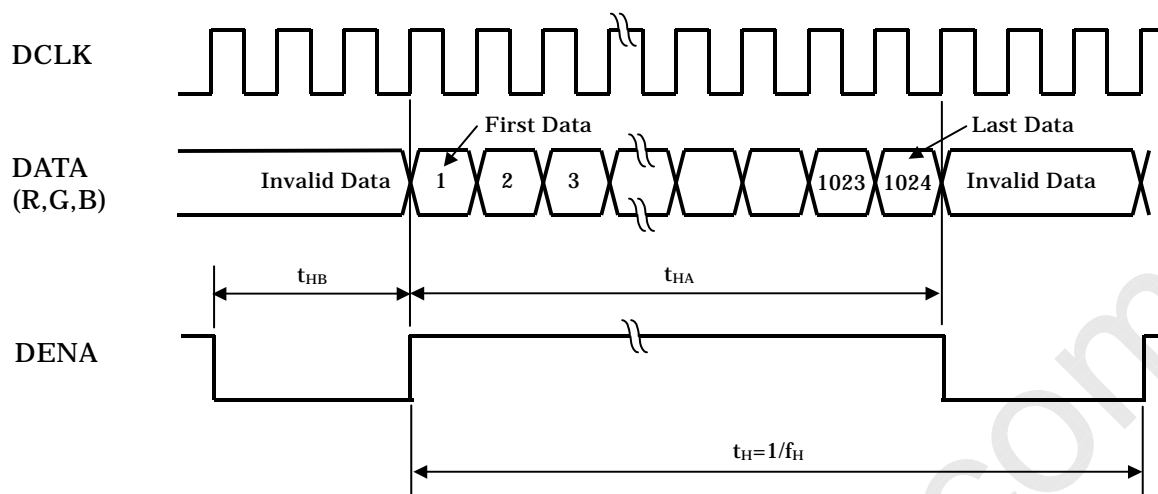 DCLK
First Data
Last Data
DATA
(R,G,B)
Invalid Data
1
2
3
1023
1024
Invalid Data
tHB
tHA
DENA
tH=1/fH
com